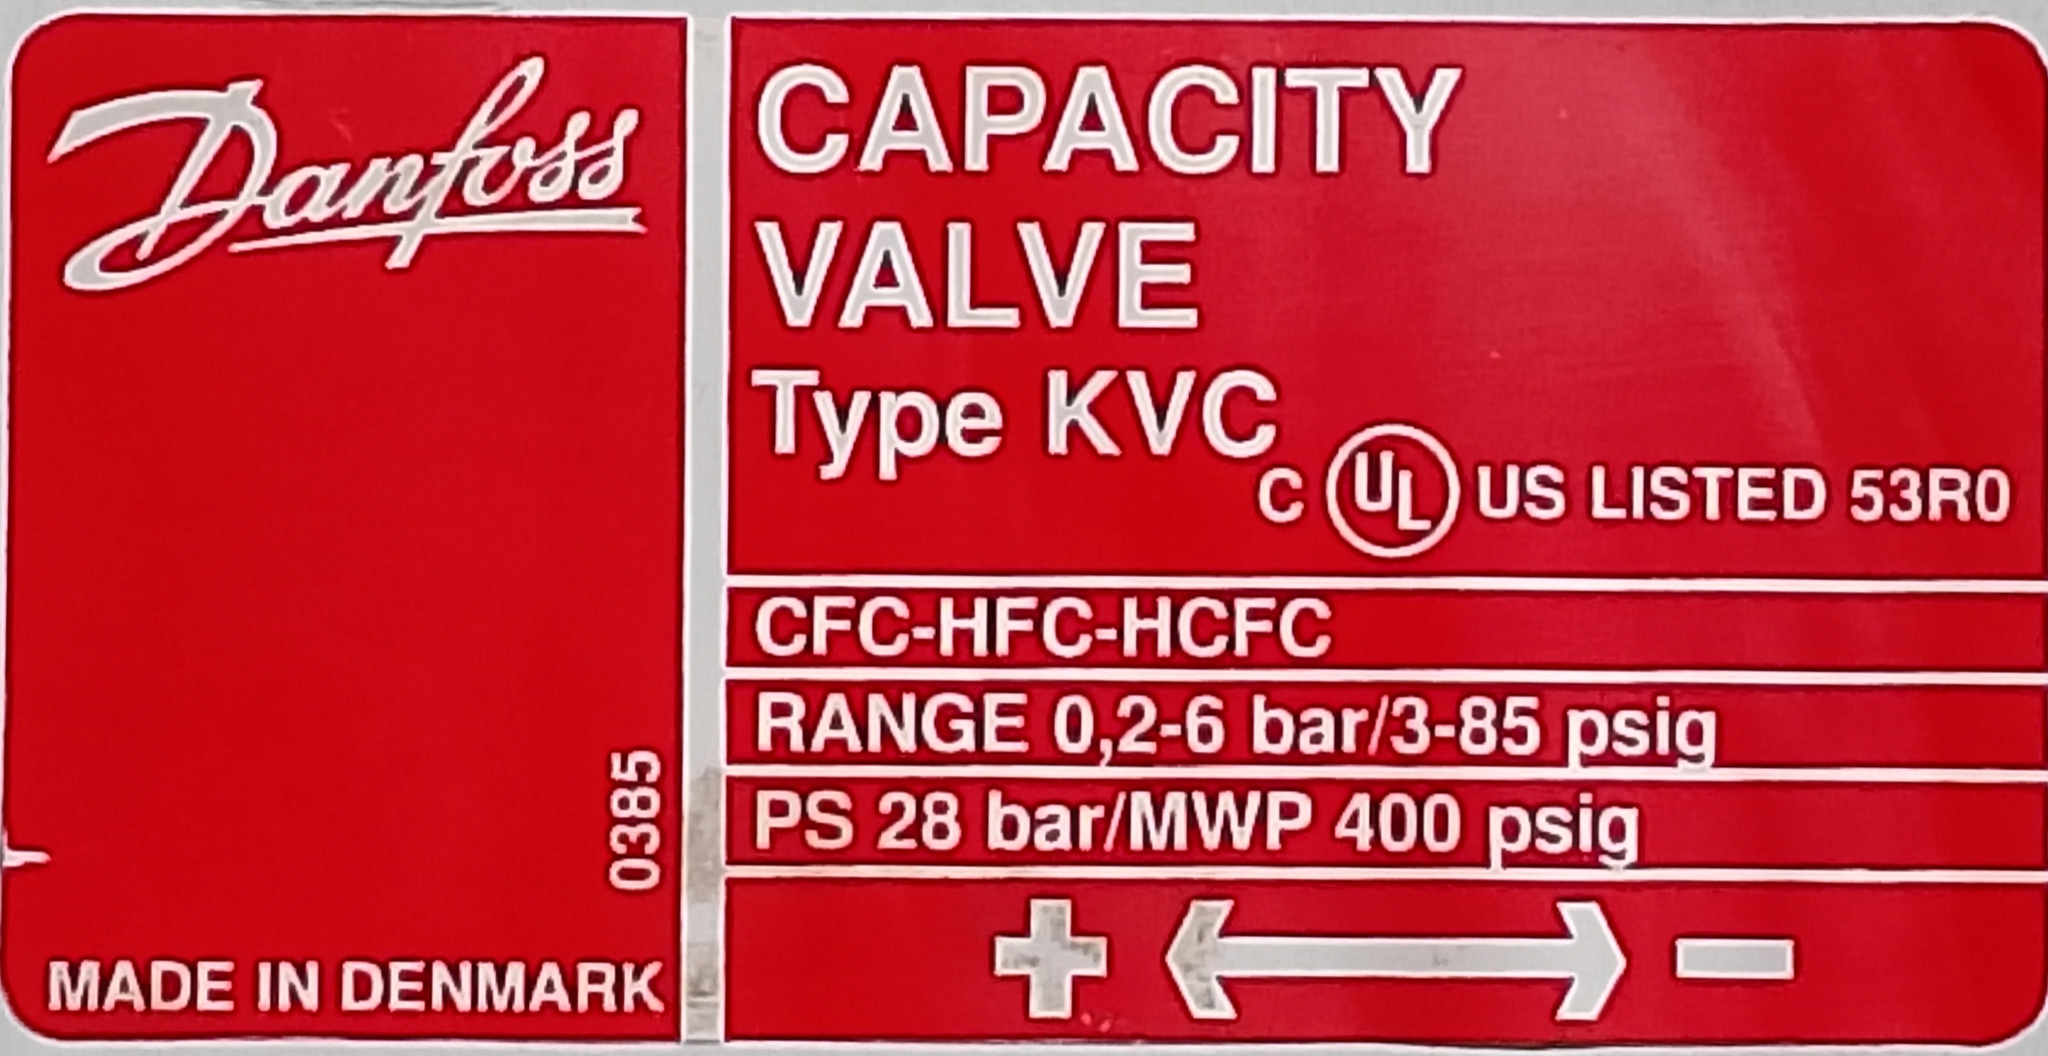 Danfoss
0385
MADE IN DENMARK
CAPACITY
VALVE
Type KVC
C UL US LISTED 53R0
CFC-HFC-HCFC
RANGE 0,2-6 bar/3-85 psig
PS 28 bar/MWP 400 psig
+ ↔ −